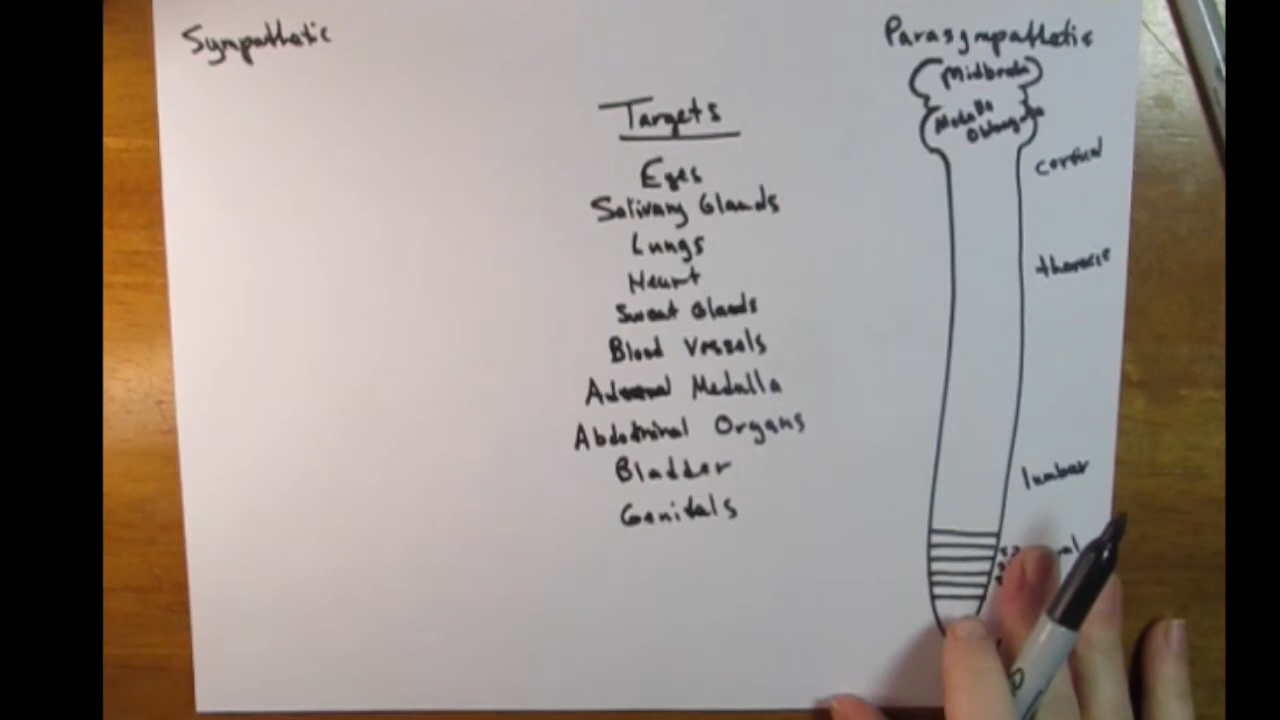 Sympathetic
Parasympathetic
Midbrain
Medulla
Oblongata
cortical
thoracic
lumbar
Targets
Eyes
Salivary Glands
Lungs
Heart
Sweat Glands
Blood Vessels
Adrenal Medulla
Abdominal Organs
Bladder
Genitals